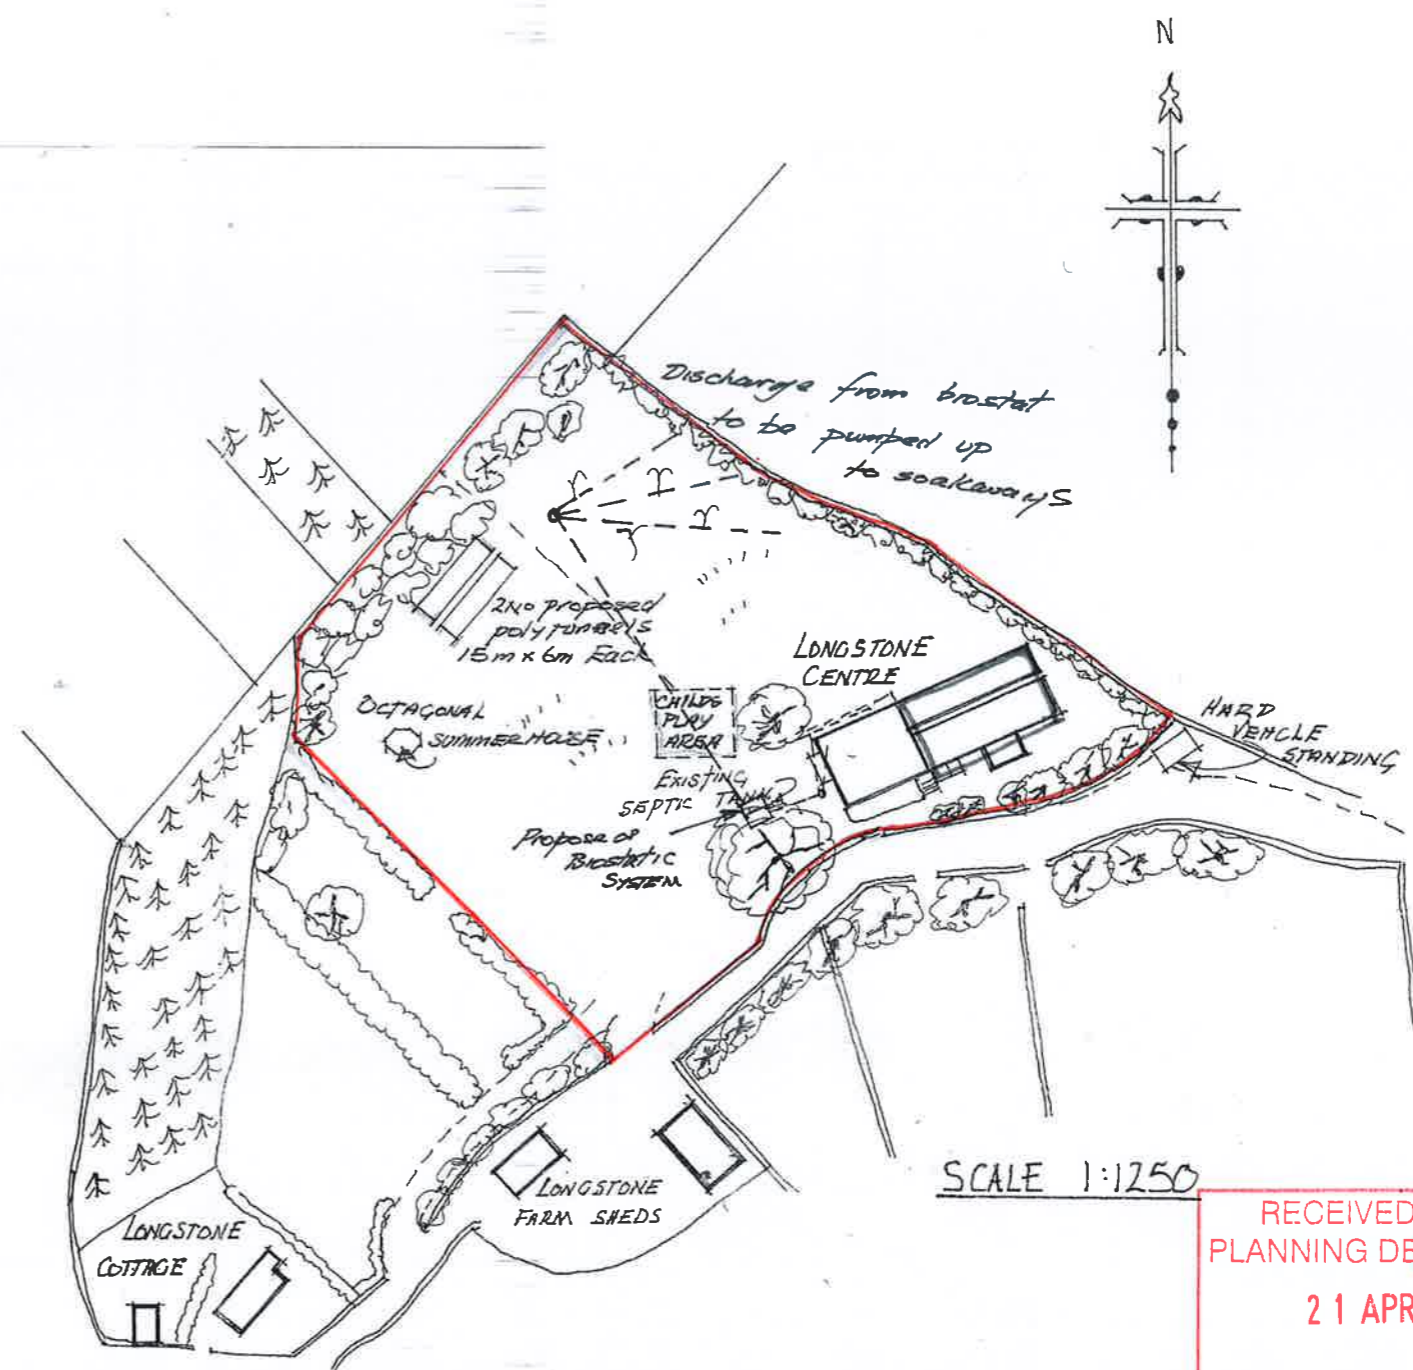 N
Discharge from biostat
to be pumped up
to soakaways
2No proposed
polytunnels
15m x 6m Each
LONGSTONE
CENTRE
CHILDS
PLAY
AREA
OCTAGONAL
SUMMERHOUSE
HARD
VEHICLE
STANDING
EXISTING
SEPTIC TANK
Proposed
BIOSTATIC
SYSTEM
LONGSTONE
FARM SHEDS
SCALE 1:1250
LONGSTONE
COTTAGE
RECEIVED
PLANNING DE
21 APR